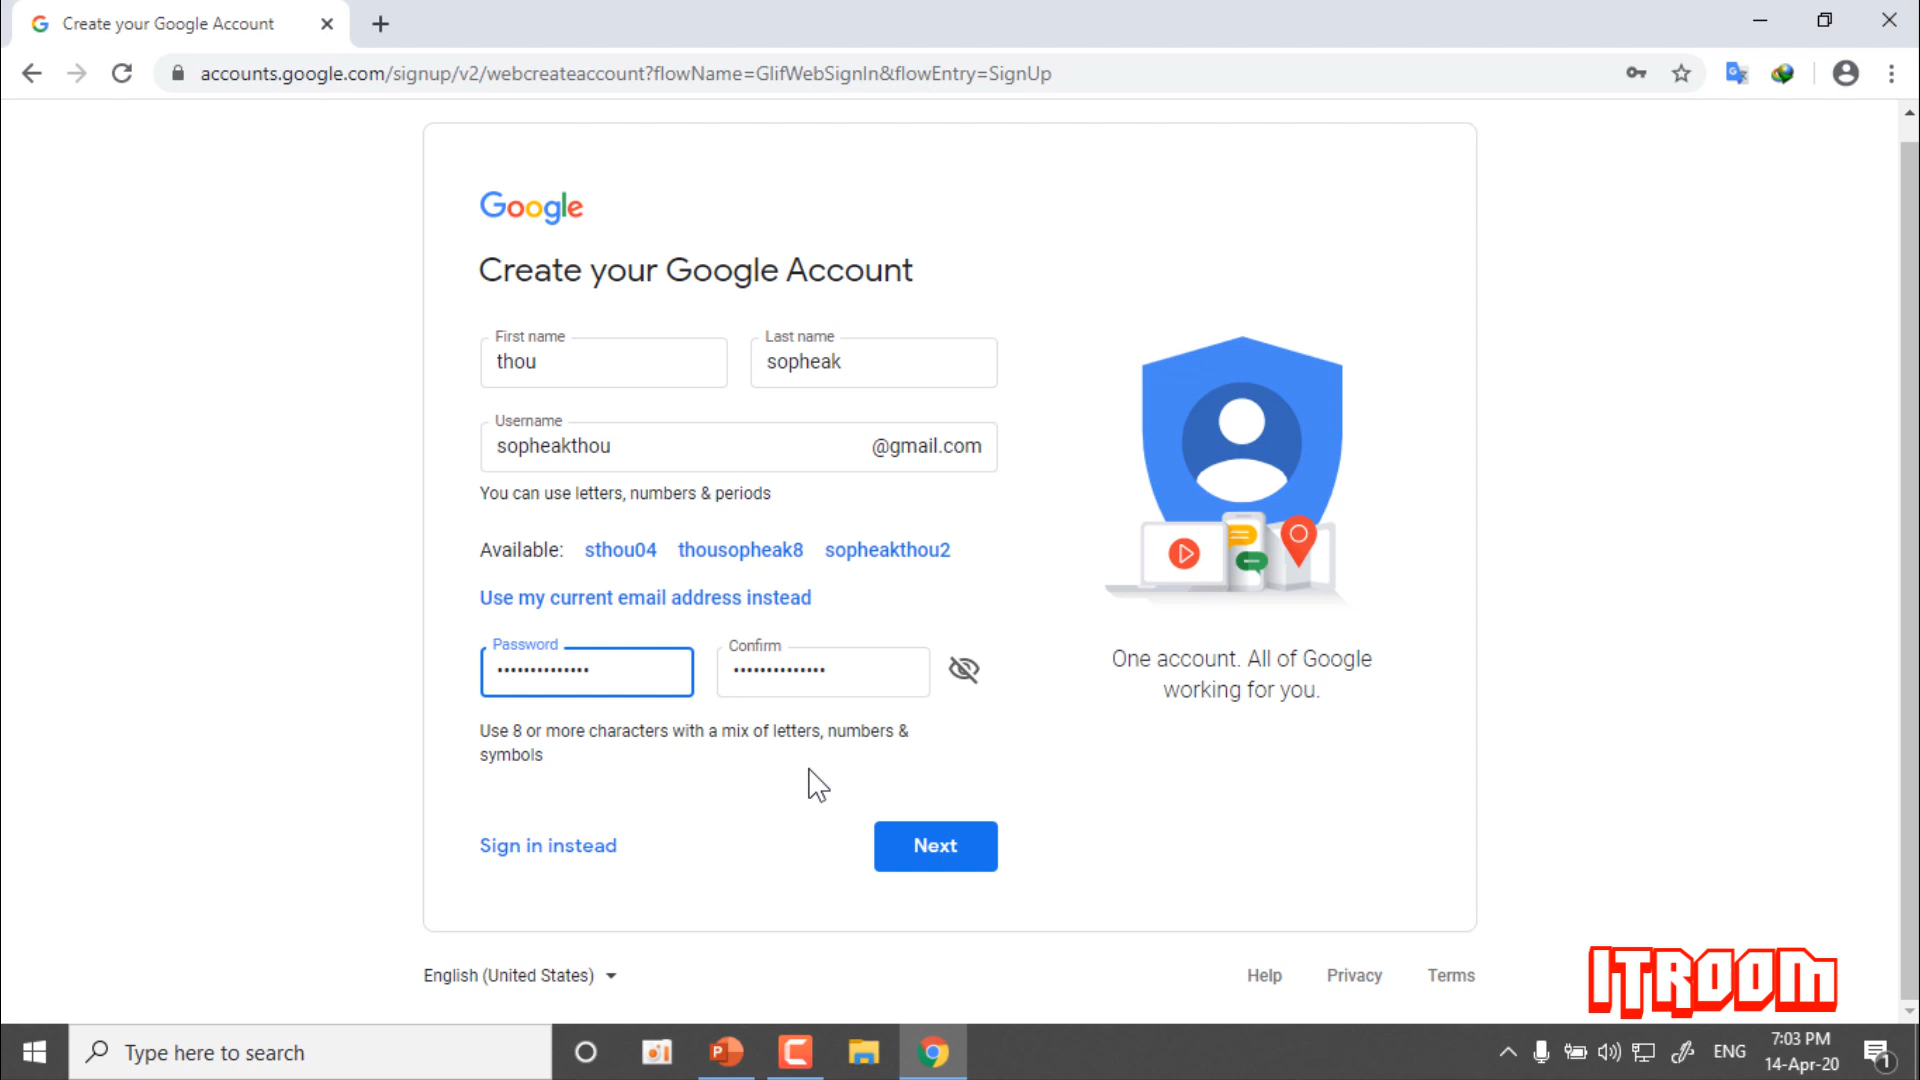 Create your Google Account
accounts.google.com/signup/v2/webcreateaccount?flowName=GlifWebSignIn&flowEntry=SignUp
Google
Create your Google Account
First name
thou
Last name
sopheak
Username
sopheakthou
@gmail.com
You can use letters, numbers & periods
Available: sthou04 thousopheak8 sopheakthou2
Use my current email address instead
Password
••••••••••••••
Confirm
••••••••••••••
Use 8 or more characters with a mix of letters, numbers &
symbols
Sign in instead
Next
One account. All of Google
working for you.
English (United States)
Help
Privacy
Terms
ITROOM
Type here to search
ENG
7:03 PM
14-Apr-20
1